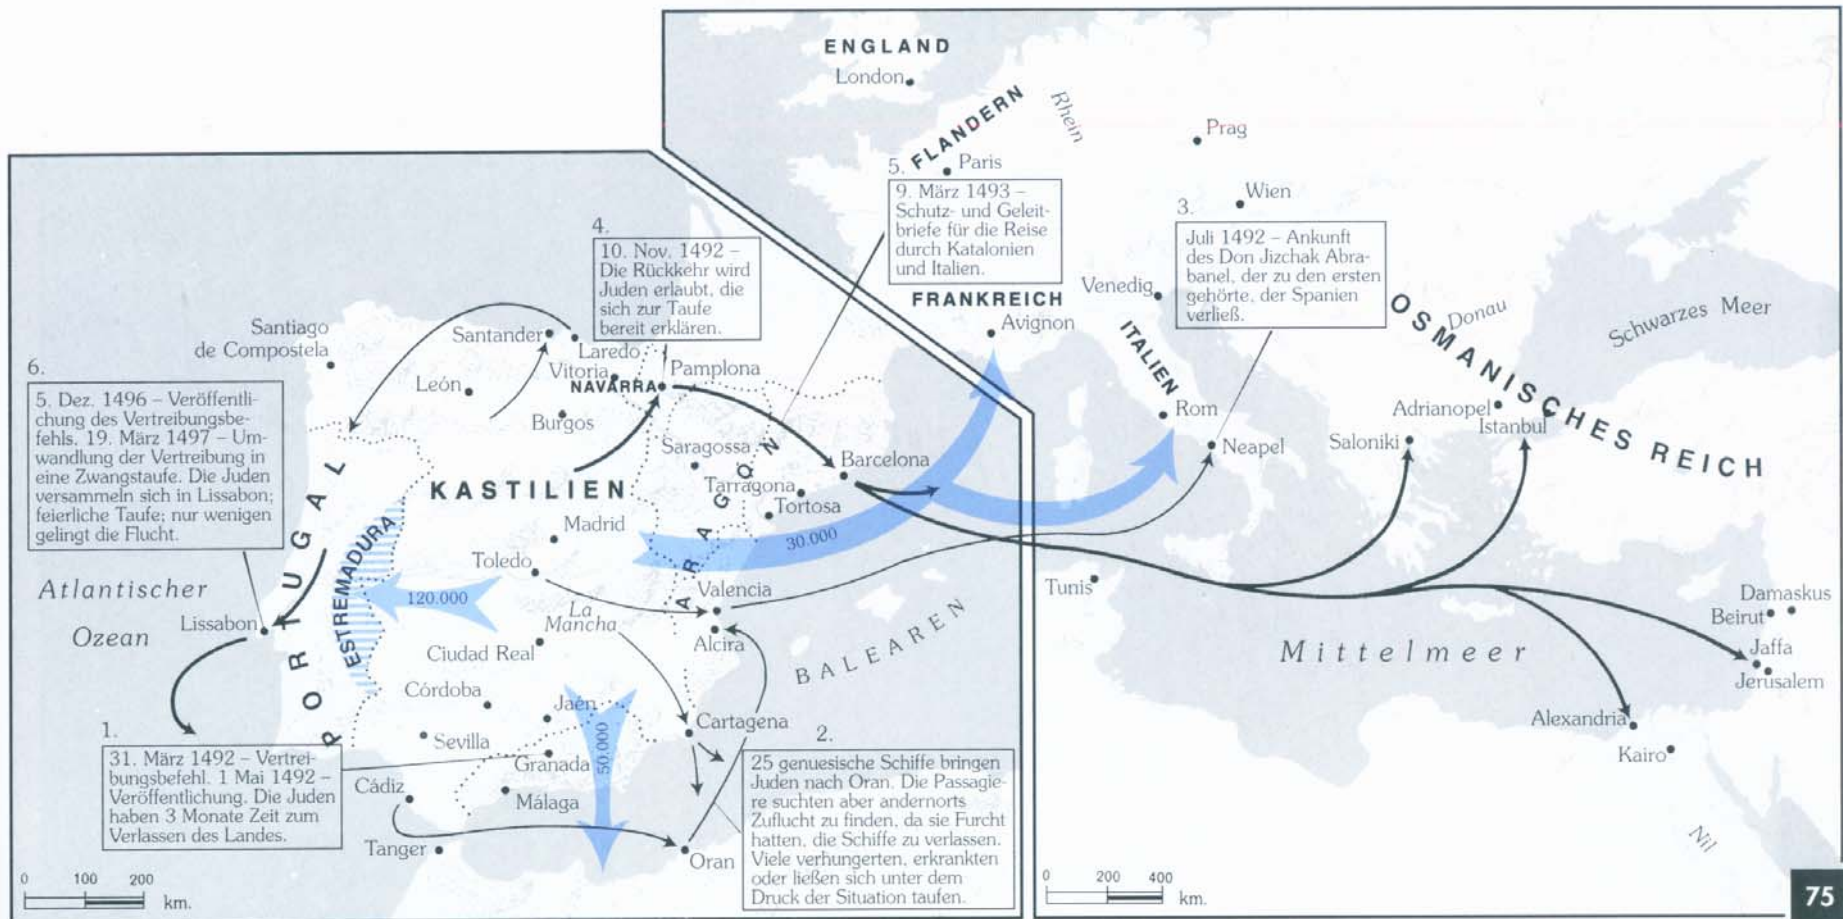 ENGLAND
London
FLANDERN
Rhein
Prag
Paris
Wien
5.
9. März 1493 –
Schutz- und Geleit-
briefe für die Reise
durch Katalonien
und Italien.
3.
Juli 1492 – Ankunft
des Don Jizchak Abra-
banel, der zu den ersten
gehörte, der Spanien
verließ.
4.
10. Nov. 1492 –
Die Rückkehr wird
Juden erlaubt, die
sich zur Taufe
bereit erklären.
FRANKREICH
Avignon
Venedig
ITALIEN
Rom
Neapel
Donau
Schwarzes Meer
OSMANISCHES REICH
Adrianopel
Istanbul
Saloniki
Santiago
de Compostela
Santander
Laredo
Vitoria
NAVARRA
Pamplona
León
Burgos
6.
5. Dez. 1496 – Veröffentli-
chung des Vertreibungsbe-
fehls. 19. März 1497 – Um-
wandlung der Vertreibung in
eine Zwangstaufe. Die Juden
versammeln sich in Lissabon;
feierliche Taufe; nur wenigen
gelingt die Flucht.
Saragossa
Barcelona
Tarragona
Tortosa
KASTILIEN
ARAGÓN
PORTUGAL
ESTREMADURA
Madrid
30.000
Toledo
120.000
La
Mancha
Valencia
Alcira
Atlantischer
Ozean
Lissabon
Ciudad Real
BALEAREN
Tunis
Mittelmeer
Damaskus
Beirut
Jaffa
Jerusalem
Alexandria
Kairo
Nil
Córdoba
Jaén
Cartagena
Sevilla
Granada
50.000
Cádiz
Málaga
Tanger
Oran
1.
31. März 1492 – Vertrei-
bungsbefehl. 1 Mai 1492 –
Veröffentlichung. Die Juden
haben 3 Monate Zeit zum
Verlassen des Landes.
2.
25 genuesische Schiffe bringen
Juden nach Oran. Die Passagie-
re suchten aber andernorts
Zuflucht zu finden, da sie Furcht
hatten, die Schiffe zu verlassen.
Viele verhungerten, erkrankten
oder ließen sich unter dem
Druck der Situation taufen.
0 100 200
km.
0 200 400
km.
75